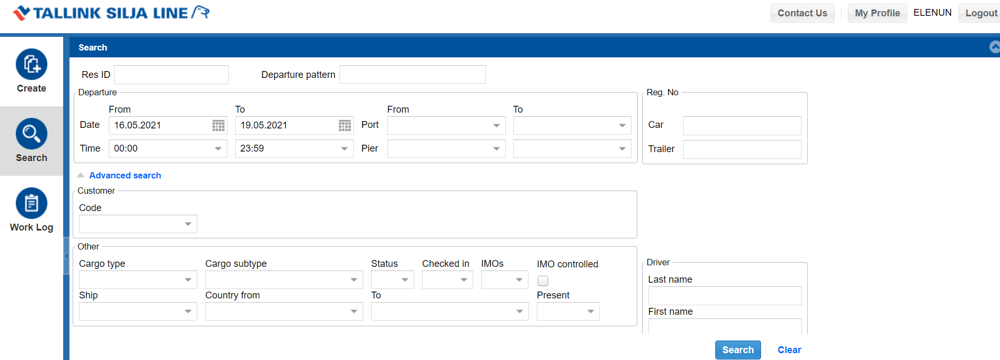 TALLINK SILJA LINE
Contact Us
My Profile
ELENUN
Logout
Create
Search
Work Log
Search
Res ID
Departure pattern
Departure
From To From To
Date 16.05.2021 19.05.2021 Port
Time 00:00 23:59 Pier
Reg. No
Car
Trailer
Advanced search
Customer
Code
Other
Cargo type Cargo subtype Status Checked in IMOs IMO controlled
Ship Country from To Present
Driver
Last name
First name
Search Clear